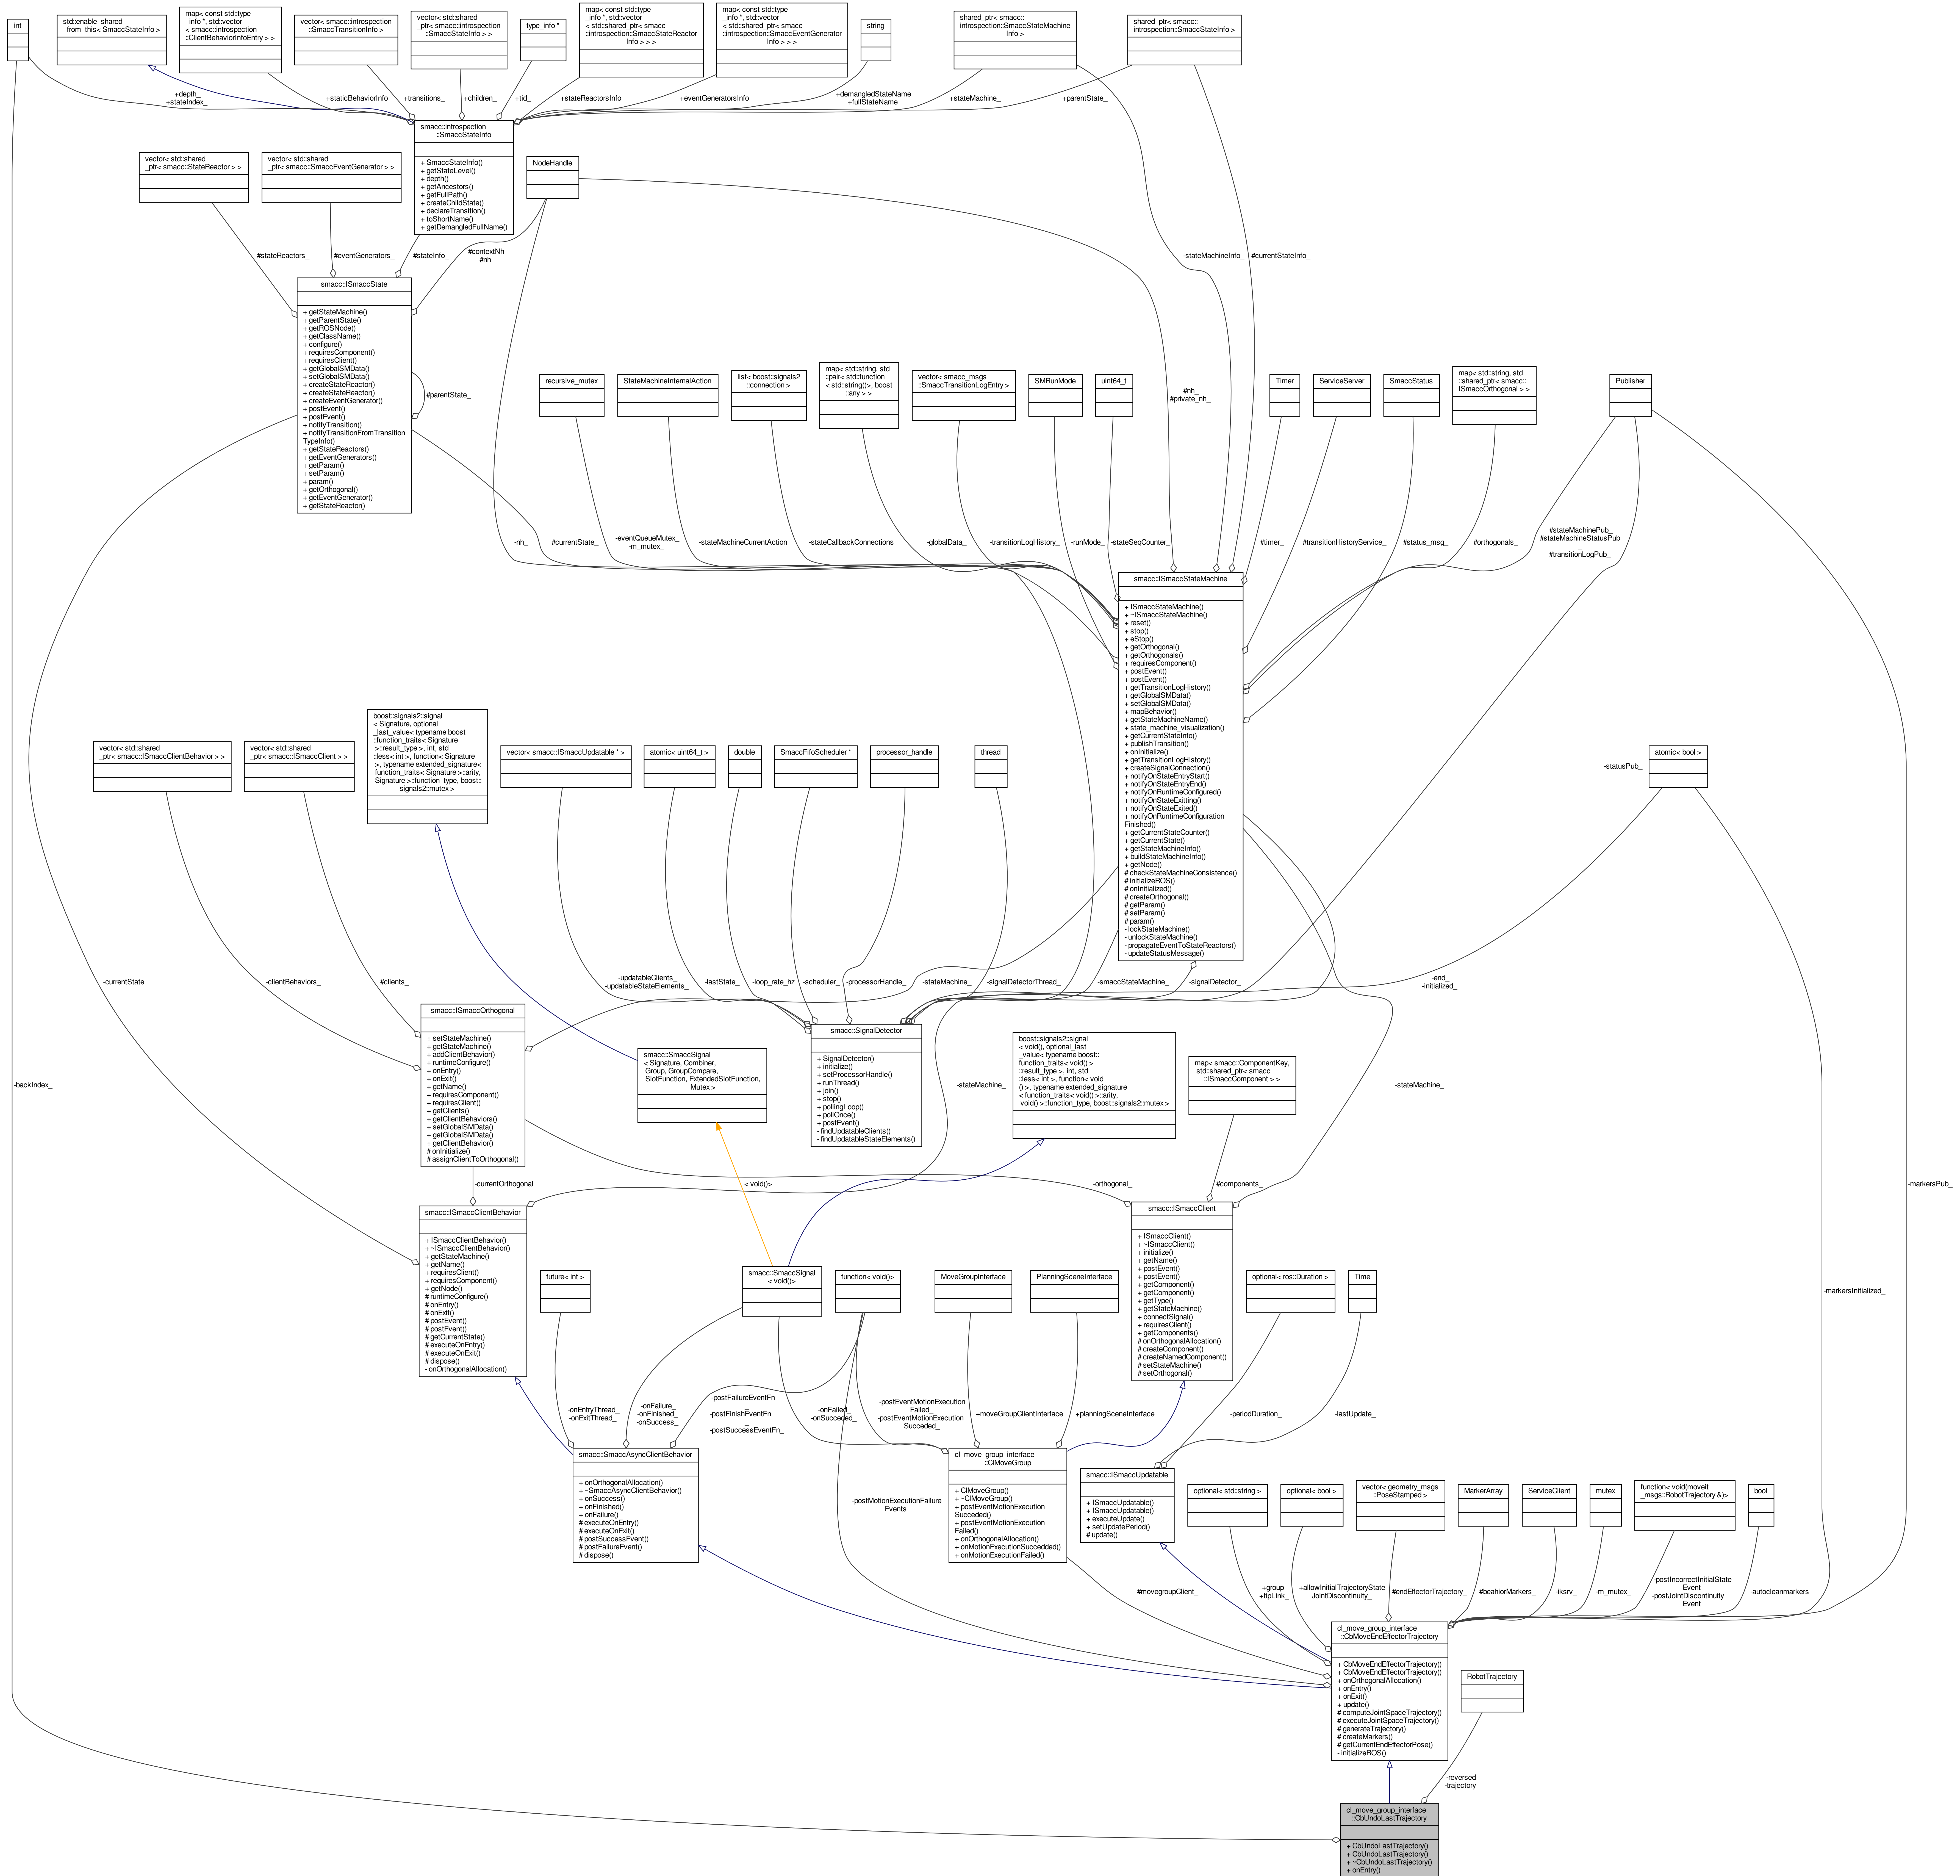 int
std::enable_shared
_from_this< SmaccStateInfo >
map< const std::type
_info *, std::vector
< smacc::introspection
::ClientBehaviorInfoEntry > >
vector< smacc::introspection
::SmaccTransitionInfo >
vector< std::shared
_ptr< smacc::introspection
::SmaccStateInfo > >
type_info *
map< const std::type
_info *, std::vector
< std::shared_ptr< smacc
::introspection::SmaccStateReactor
Info > > >
map< const std::type
_info *, std::vector
< std::shared_ptr< smacc
::introspection::SmaccEventGenerator
Info > > >
string
shared_ptr< smacc::
introspection::SmaccStateMachine
Info >
shared_ptr< smacc::
introspection::SmaccStateInfo >
+depth_
+stateIndex_
+staticBehaviorInfo
+transitions_
+children_
+tid_
+stateReactorsInfo
+eventGeneratorsInfo
+demangledStateName
+fullStateName
+stateMachine_
+parentState_
smacc::introspection
::SmaccStateInfo
+ SmaccStateInfo()
+ getStateLevel()
+ depth()
+ getAncestors()
+ getFullPath()
+ createChildState()
+ declareTransition()
+ toShortName()
+ getDemangledFullName()
vector< std::shared
_ptr< smacc::StateReactor > >
vector< std::shared
_ptr< smacc::SmaccEventGenerator > >
NodeHandle
#stateReactors_
#eventGenerators_
#stateInfo_
#contextNh
#nh
-stateMachineInfo_
#currentStateInfo_
smacc::ISmaccState
+ getStateMachine()
+ getParentState()
+ getROSNode()
+ getClassName()
+ configure()
+ requiresComponent()
+ requiresClient()
+ getGlobalSMData()
+ setGlobalSMData()
+ createStateReactor()
+ createStateReactor()
+ createEventGenerator()
+ postEvent()
+ postEvent()
+ notifyTransition()
+ notifyTransitionFromTransition
TypeInfo()
+ getStateReactors()
+ getEventGenerators()
+ getParam()
+ setParam()
+ param()
+ getOrthogonal()
+ getEventGenerator()
+ getStateReactor()
#parentState_
recursive_mutex
StateMachineInternalAction
list< boost::signals2
::connection >
map< std::string, std
::pair< std::function
< std::string()>, boost
::any > >
vector< smacc_msgs
::SmaccTransitionLogEntry >
SMRunMode
uint64_t
#nh_
#private_nh_
Timer
ServiceServer
SmaccStatus
map< std::string, std
::shared_ptr< smacc::
ISmaccOrthogonal > >
Publisher
-nh_
#currentState_
-eventQueueMutex_
-m_mutex_
-stateMachineCurrentAction
-stateCallbackConnections
-globalData_
-transitionLogHistory_
-runMode_
-stateSeqCounter_
#timer_
#transitionHistoryService_
#status_msg_
#orthogonals_
#stateMachinePub_
#stateMachineStatusPub
_
#transitionLogPub_
smacc::ISmaccStateMachine
+ ISmaccStateMachine()
+ ~ISmaccStateMachine()
+ reset()
+ stop()
+ eStop()
+ getOrthogonal()
+ getOrthogonals()
+ requiresComponent()
+ postEvent()
+ postEvent()
+ getTransitionLogHistory()
+ getGlobalSMData()
+ setGlobalSMData()
+ mapBehavior()
+ getStateMachineName()
+ state_machine_visualization()
+ getCurrentStateInfo()
+ publishTransition()
+ onInitialize()
+ getTransitionLogHistory()
+ createSignalConnection()
+ notifyOnStateEntryStart()
+ notifyOnStateEntryEnd()
+ notifyOnRuntimeConfigured()
+ notifyOnStateExitting()
+ notifyOnStateExited()
+ notifyOnRuntimeConfiguration
Finished()
+ getCurrentStateCounter()
+ getCurrentState()
+ getStateMachineInfo()
+ buildStateMachineInfo()
+ getNode()
# checkStateMachineConsistence()
# initializeROS()
# onInitialized()
# createOrthogonal()
# getParam()
# setParam()
# param()
- lockStateMachine()
- unlockStateMachine()
- propagateEventToStateReactors()
- updateStatusMessage()
vector< std::shared
_ptr< smacc::ISmaccClientBehavior > >
vector< std::shared
_ptr< smacc::ISmaccClient > >
boost::signals2::signal
< Signature, optional
_last_value< typename boost
::function_traits< Signature
>::result_type >, int, std
::less< int >, function< Signature
>, typename extended_signature<
function_traits< Signature >::arity,
Signature >::function_type, boost::
signals2::mutex >
vector< smacc::ISmaccUpdatable * >
atomic< uint64_t >
double
SmaccFifoScheduler *
processor_handle
thread
atomic< bool >
-statusPub_
-currentState
-clientBehaviors_
#clients_
-updatableClients_
-updatableStateElements_
-lastState_
-loop_rate_hz
-scheduler_
-processorHandle_
-stateMachine_
-signalDetectorThread_
-smaccStateMachine_
-signalDetector_
-end_
-initialized_
smacc::ISmaccOrthogonal
+ setStateMachine()
+ getStateMachine()
+ addClientBehavior()
+ runtimeConfigure()
+ onEntry()
+ onExit()
+ getName()
+ requiresComponent()
+ requiresClient()
+ getClients()
+ getClientBehaviors()
+ setGlobalSMData()
+ getGlobalSMData()
+ getClientBehavior()
# onInitialize()
# assignClientToOrthogonal()
smacc::SmaccSignal
< Signature, Combiner,
Group, GroupCompare,
SlotFunction, ExtendedSlotFunction,
Mutex >
smacc::SignalDetector
+ SignalDetector()
+ initialize()
+ setProcessorHandle()
+ runThread()
+ join()
+ stop()
+ pollingLoop()
+ pollOnce()
+ postEvent()
- findUpdatableClients()
- findUpdatableStateElements()
boost::signals2::signal
< void(), optional_last
_value< typename boost::
function_traits< void() >
::result_type >, int, std
::less< int >, function< void
() >, typename extended_signature
< function_traits< void() >::arity,
void() >::function_type, boost::signals2::mutex >
map< smacc::ComponentKey,
std::shared_ptr< smacc
::ISmaccComponent > >
-backIndex_
-stateMachine_
-stateMachine_
-currentOrthogonal
< void()>
-orthogonal_
#components_
-markersPub_
smacc::ISmaccClientBehavior
+ ISmaccClientBehavior()
+ ~ISmaccClientBehavior()
+ getStateMachine()
+ getName()
+ requiresClient()
+ requiresComponent()
+ getNode()
# runtimeConfigure()
# onEntry()
# onExit()
# postEvent()
# postEvent()
# getCurrentState()
# executeOnEntry()
# executeOnExit()
# dispose()
- onOrthogonalAllocation()
smacc::ISmaccClient
+ ISmaccClient()
+ ~ISmaccClient()
+ initialize()
+ getName()
+ postEvent()
+ postEvent()
+ getComponent()
+ getComponent()
+ getType()
+ getStateMachine()
+ connectSignal()
+ requiresClient()
+ getComponents()
# onOrthogonalAllocation()
# createComponent()
# createNamedComponent()
# setStateMachine()
# setOrthogonal()
future< int >
smacc::SmaccSignal
< void()>
function< void()>
MoveGroupInterface
PlanningSceneInterface
optional< ros::Duration >
Time
-markersInitialized_
-onEntryThread_
-onExitThread_
-onFailure_
-onFinished_
-onSuccess_
-postFailureEventFn
_
-postFinishEventFn
_
-postSuccessEventFn_
-onFailed_
-onSucceded_
-postEventMotionExecution
Failed_
-postEventMotionExecution
Succeded_
+moveGroupClientInterface
+planningSceneInterface
-periodDuration_
-lastUpdate_
smacc::SmaccAsyncClientBehavior
+ onOrthogonalAllocation()
+ ~SmaccAsyncClientBehavior()
+ onSuccess()
+ onFinished()
+ onFailure()
# executeOnEntry()
# executeOnExit()
# postSuccessEvent()
# postFailureEvent()
# dispose()
-postMotionExecutionFailure
Events
cl_move_group_interface
::ClMoveGroup
+ ClMoveGroup()
+ ~ClMoveGroup()
+ postEventMotionExecution
Succeded()
+ postEventMotionExecution
Failed()
+ onOrthogonalAllocation()
+ onMotionExecutionSuccedded()
+ onMotionExecutionFailed()
smacc::ISmaccUpdatable
+ ISmaccUpdatable()
+ ISmaccUpdatable()
+ executeUpdate()
+ setUpdatePeriod()
# update()
optional< std::string >
optional< bool >
vector< geometry_msgs
::PoseStamped >
MarkerArray
ServiceClient
mutex
function< void(moveit
_msgs::RobotTrajectory &)>
bool
#movegroupClient_
+group_
+tipLink_
+allowInitialTrajectoryState
JointDiscontinuity_
#endEffectorTrajectory_
#beahiorMarkers_
-iksrv_
-m_mutex_
-postIncorrectInitialState
Event
-postJointDiscontinuity
Event
-autocleanmarkers
cl_move_group_interface
::CbMoveEndEffectorTrajectory
+ CbMoveEndEffectorTrajectory()
+ CbMoveEndEffectorTrajectory()
+ onOrthogonalAllocation()
+ onEntry()
+ onExit()
+ update()
# computeJointSpaceTrajectory()
# executeJointSpaceTrajectory()
# generateTrajectory()
# createMarkers()
# getCurrentEndEffectorPose()
- initializeROS()
RobotTrajectory
-reversed
-trajectory
cl_move_group_interface
::CbUndoLastTrajectory
+ CbUndoLastTrajectory()
+ CbUndoLastTrajectory()
+ ~CbUndoLastTrajectory()
+ onEntry()